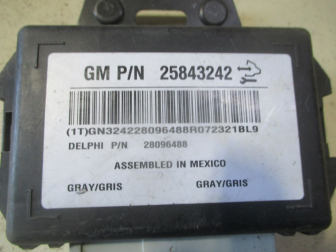 GM P/N 25843242
(1T)GN324228096488R072321BL9
DELPHI P/N 28096488
ASSEMBLED IN MEXICO
GRAY/GRIS GRAY/GRIS